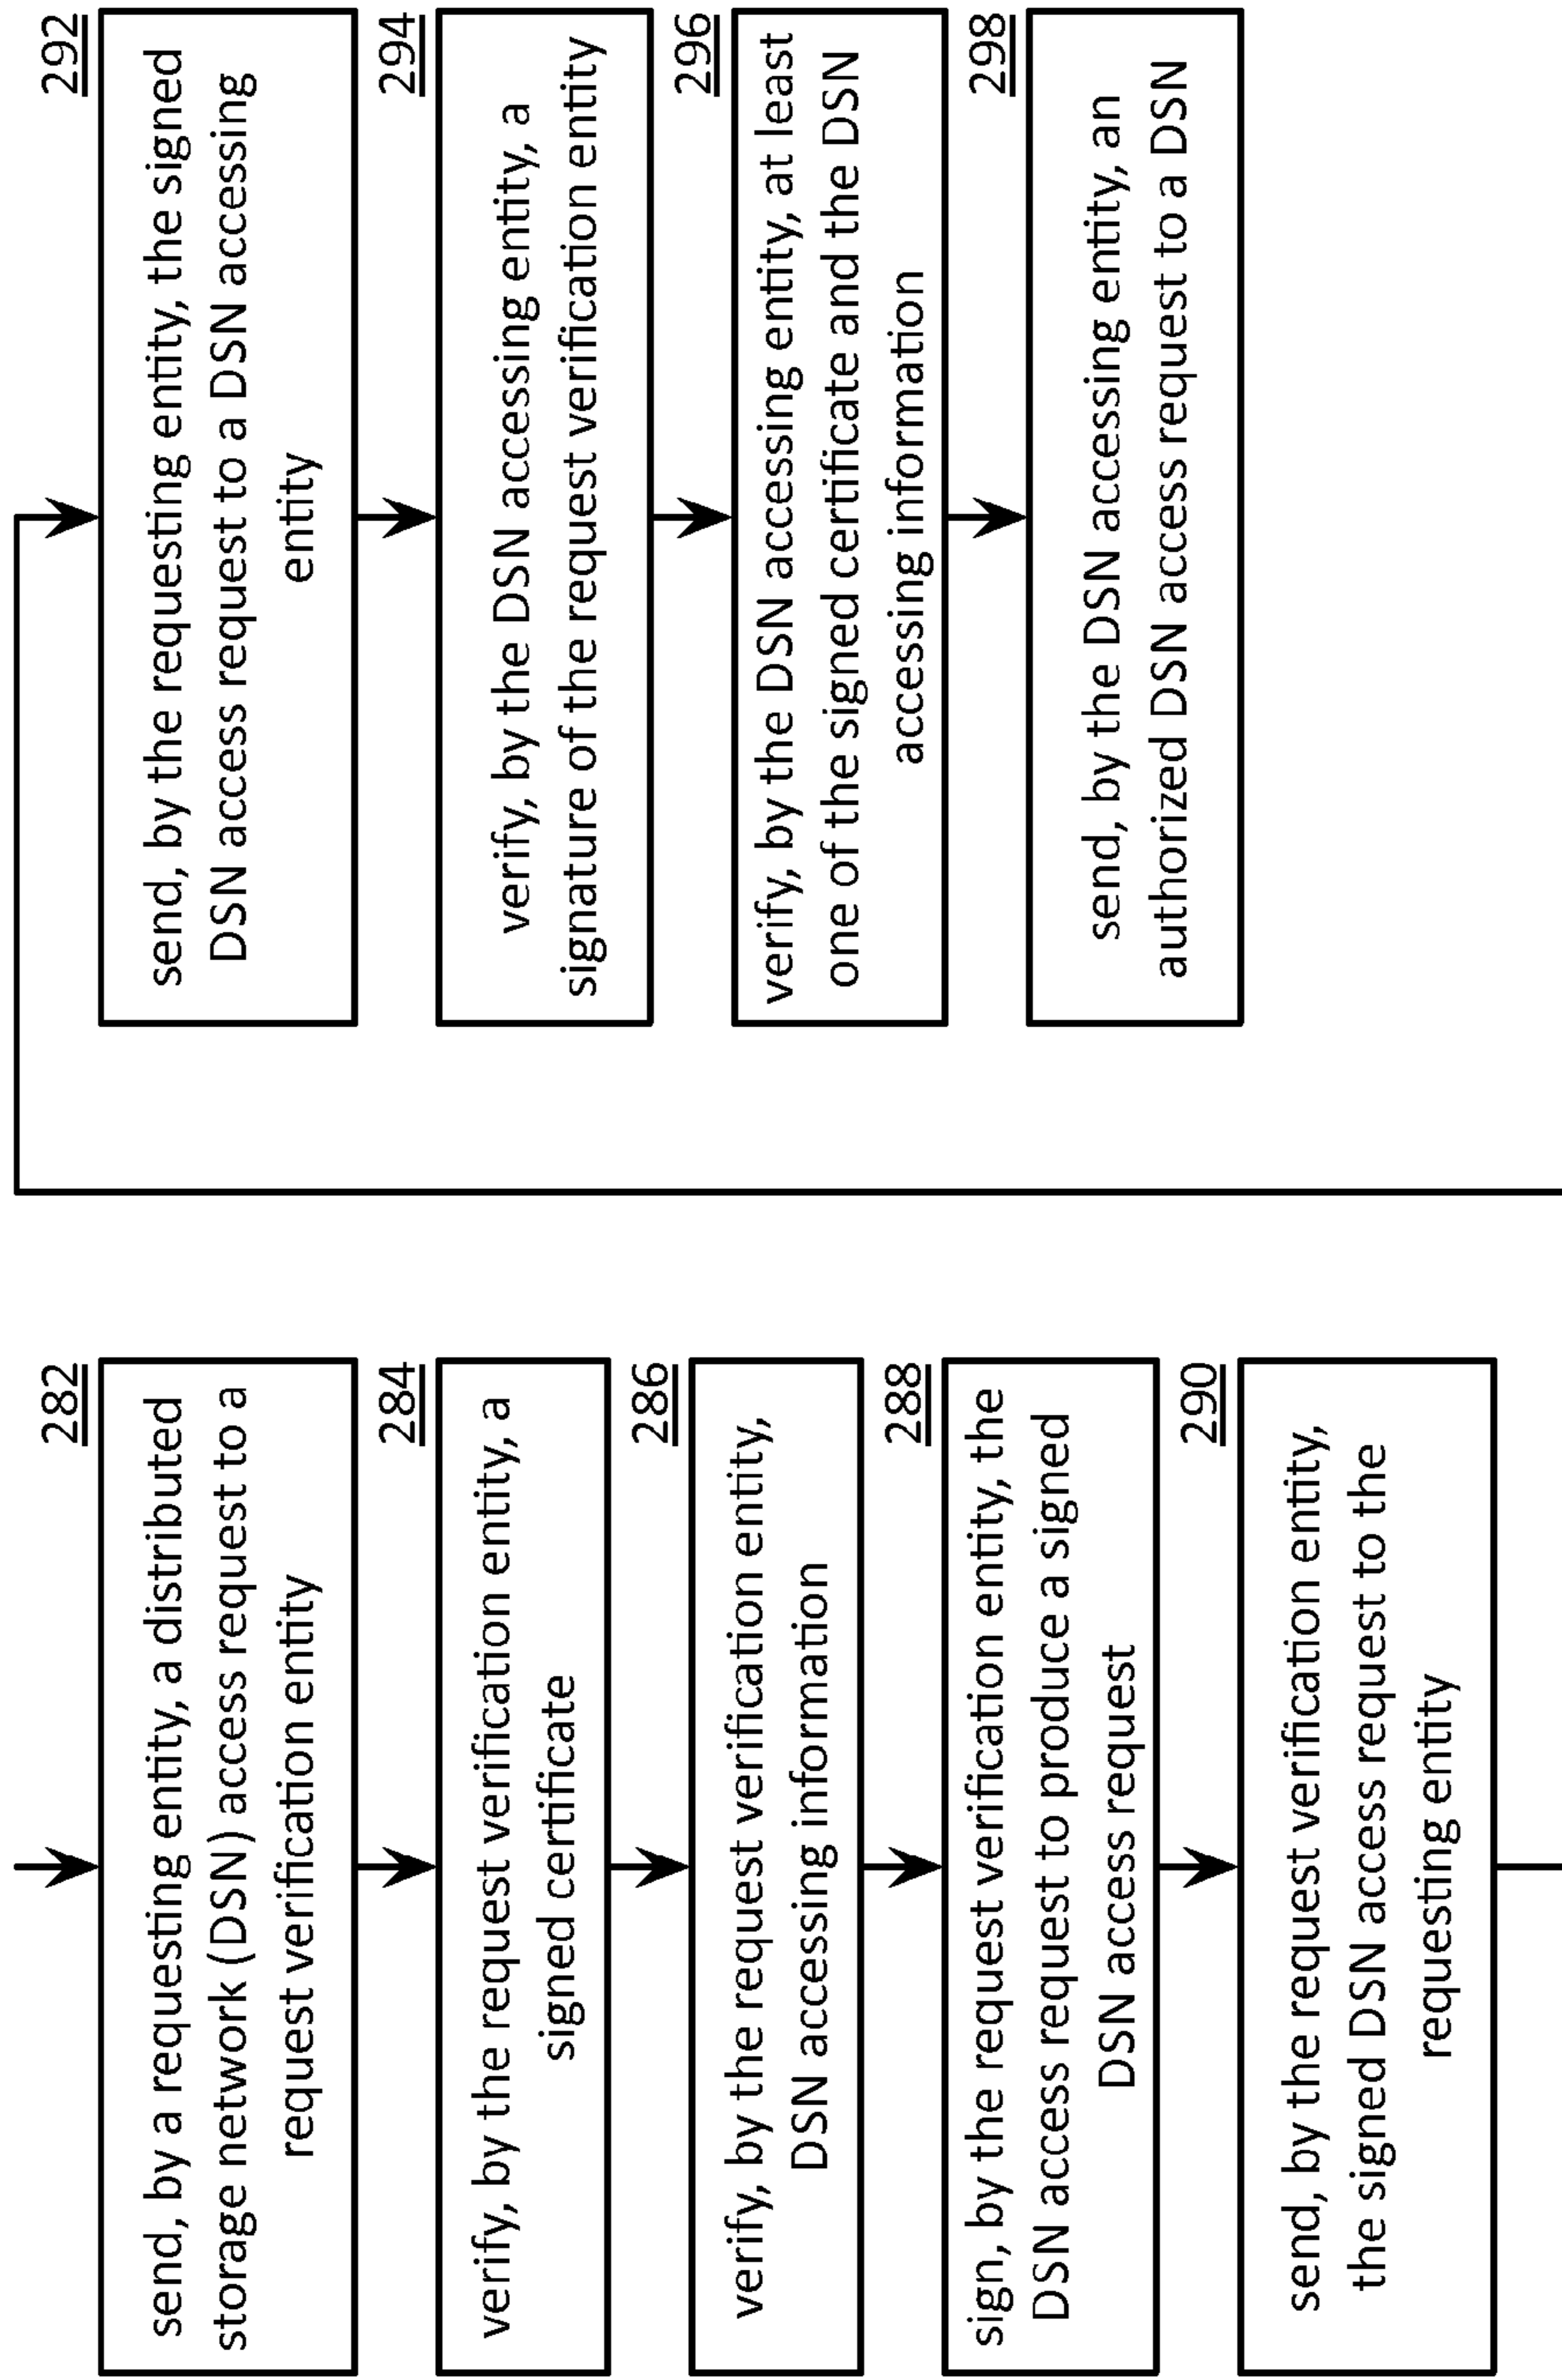 282
send, by a requesting entity, a distributed
storage network (DSN) access request to a
request verification entity
284
verify, by the request verification entity, a
signed certificate
286
verify, by the request verification entity,
DSN accessing information
288
sign, by the request verification entity, the
DSN access request to produce a signed
DSN access request
290
send, by the request verification entity,
the signed DSN access request to the
requesting entity
292
send, by the requesting entity, the signed
DSN access request to a DSN accessing
entity
294
verify, by the DSN accessing entity, a
signature of the request verification entity
296
verify, by the DSN accessing entity, at least
one of the signed certificate and the DSN
accessing information
298
send, by the DSN accessing entity, an
authorized DSN access request to a DSN